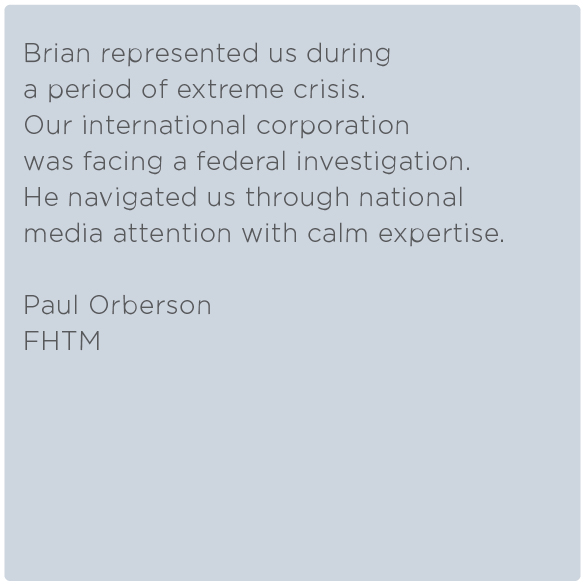 Brian represented us during
a period of extreme crisis.
Our international corporation
was facing a federal investigation.
He navigated us through national
media attention with calm expertise.
Paul Orberson
FHTM